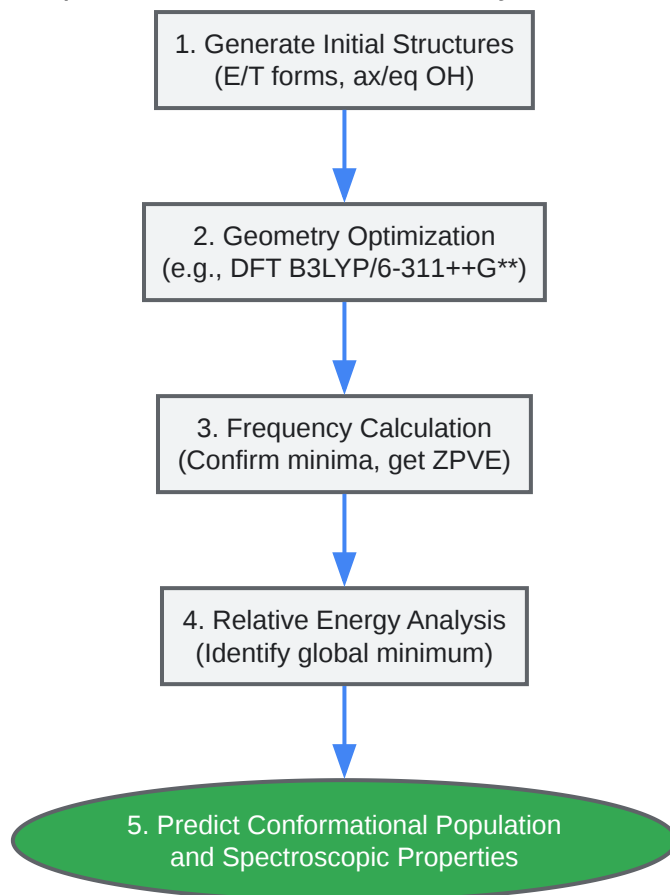 1. Generate Initial Structures
(E/T forms, ax/eq OH)
2. Geometry Optimization
(e.g., DFT B3LYP/6-311++G**)
3. Frequency Calculation
(Confirm minima, get ZPVE)
4. Relative Energy Analysis
(Identify global minimum)
5. Predict Conformational Population
and Spectroscopic Properties